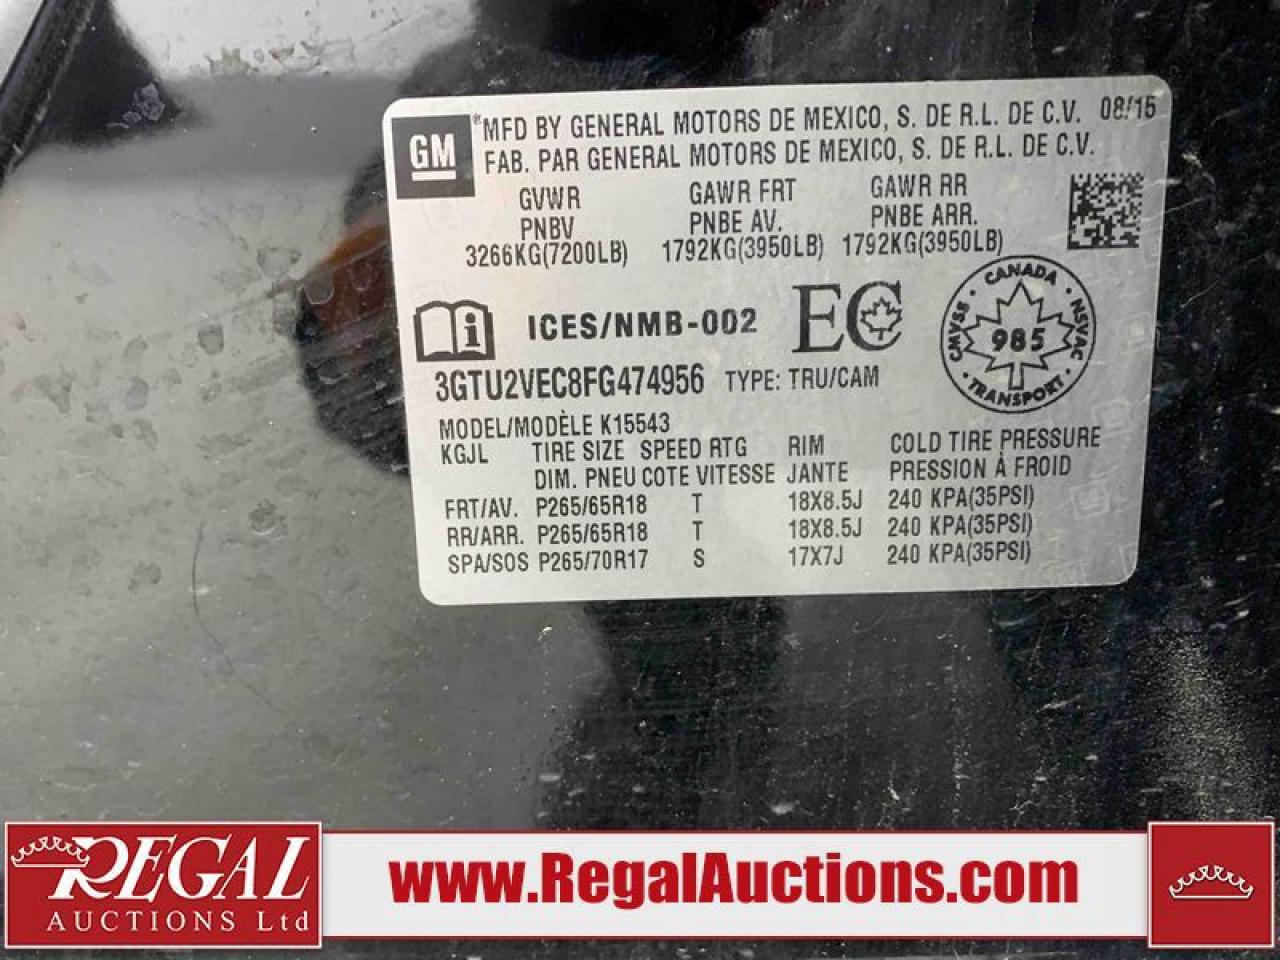 GM
® MFD BY GENERAL MOTORS DE MEXICO, S. DE R.L. DE C.V. 08/15
FAB. PAR GENERAL MOTORS DE MEXICO, S. DE R.L. DE C.V.
GVWR GAWR FRT GAWR RR
PNBV PNBE AV. PNBE ARR.
3266KG(7200LB) 1792KG(3950LB) 1792KG(3950LB)
ICES/NMB-002 EC
CANADA NSVAC TRANSPORT CMVSS 985
3GTU2VEC8FG474956 TYPE: TRU/CAM
MODEL/MODÈLE K15543
KGJL TIRE SIZE SPEED RTG RIM COLD TIRE PRESSURE
DIM. PNEU COTE VITESSE JANTE PRESSION À FROID
FRT/AV. P265/65R18 T 18X8.5J 240 KPA(35PSI)
RR/ARR. P265/65R18 T 18X8.5J 240 KPA(35PSI)
SPA/SOS P265/70R17 S 17X7J 240 KPA(35PSI)
REGAL
AUCTIONS Ltd
www.RegalAuctions.com